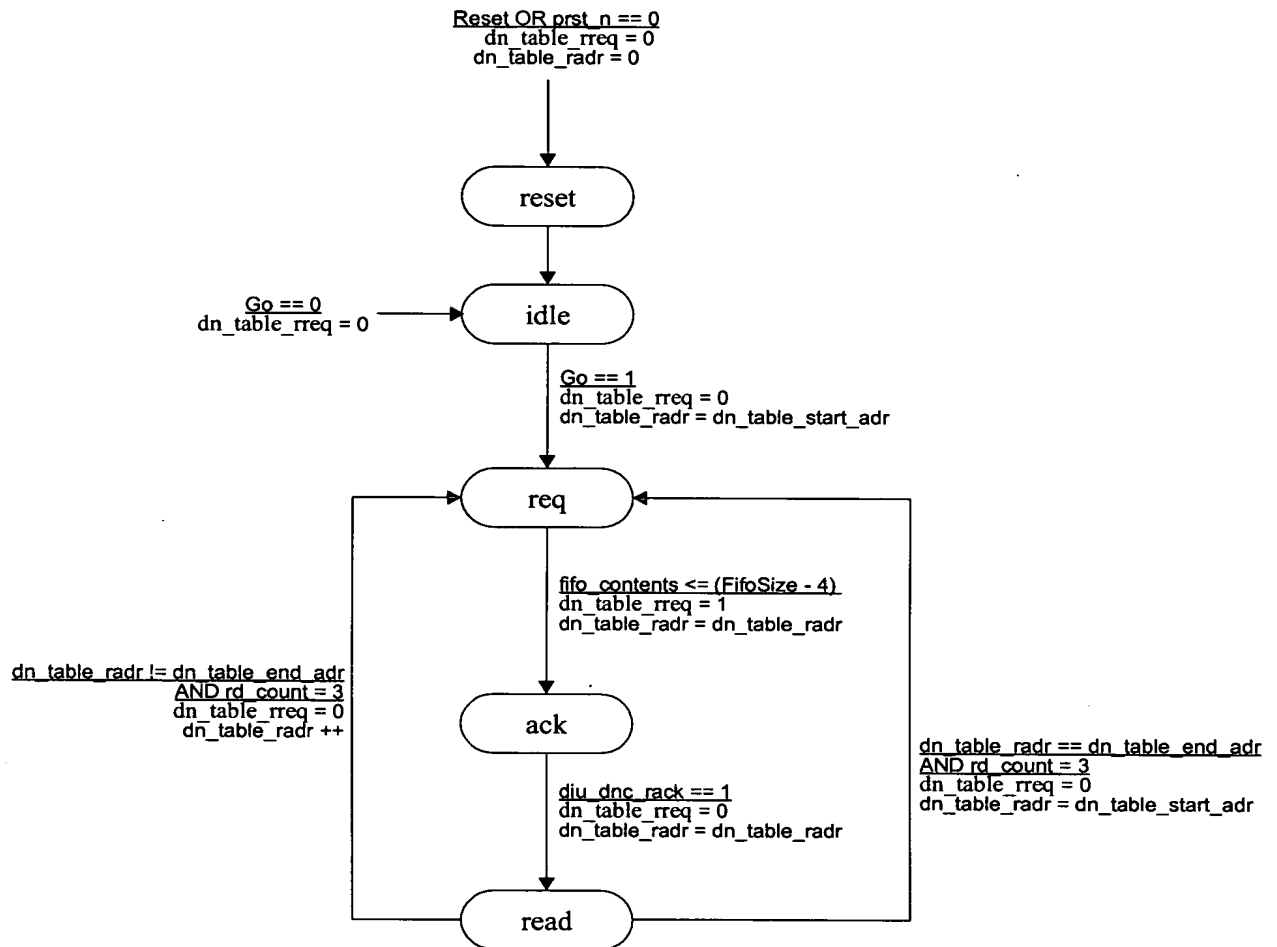 Reset OR prst_n == 0
dn_table_rreq = 0
dn_table_radr = 0
reset
Go == 0
dn_table_rreq = 0
idle
Go == 1
dn_table_rreq = 0
dn_table_radr = dn_table_start_adr
req
fifo_contents <= (FifoSize - 4)
dn_table_rreq = 1
dn_table_radr = dn_table_radr
dn_table_radr != dn_table_end_adr
AND rd_count = 3
dn_table_rreq = 0
dn_table_radr ++
ack
dn_table_radr == dn_table_end_adr
AND rd_count = 3
dn_table_rreq = 0
dn_table_radr = dn_table_start_adr
diu_dnc_rack == 1
dn_table_rreq = 0
dn_table_radr = dn_table_radr
read